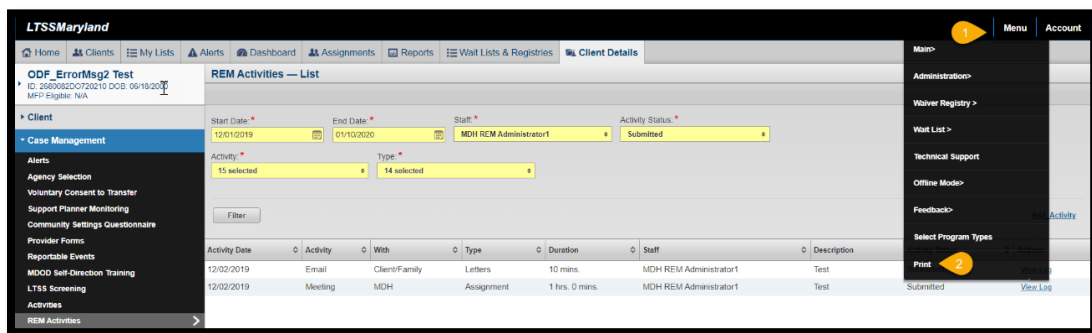 LTSSMaryland
1
Menu Account
Home Clients My Lists Alerts Dashboard Assignments Reports Wait Lists & Registries Client Details
ODF_ErrorMsg2 Test
ID: 2680082DO720210 DOB: 06/18/2000
MFP Eligible: N/A
Client
Case Management
Alerts
Agency Selection
Voluntary Consent to Transfer
Support Planner Monitoring
Community Settings Questionnaire
Provider Forms
Reportable Events
MDOD Self-Direction Training
LTSS Screening
Activities
REM Activities
REM Activities — List
Start Date: * End Date: * Staff: * Activity Status: *
12/01/2019 01/10/2020 MDH REM Administrator1 Submitted
Activity: * Type: *
15 selected 14 selected
Filter
Activity
Activity Date Activity With Type Duration Staff Description
12/02/2019 Email Client/Family Letters 10 mins. MDH REM Administrator1 Test View Log
12/02/2019 Meeting MDH Assignment 1 hrs. 0 mins. MDH REM Administrator1 Test Submitted View Log
Main>
Administration>
Waiver Registry >
Wait List >
Technical Support
Offline Mode>
Feedback>
Select Program Types
Print 2